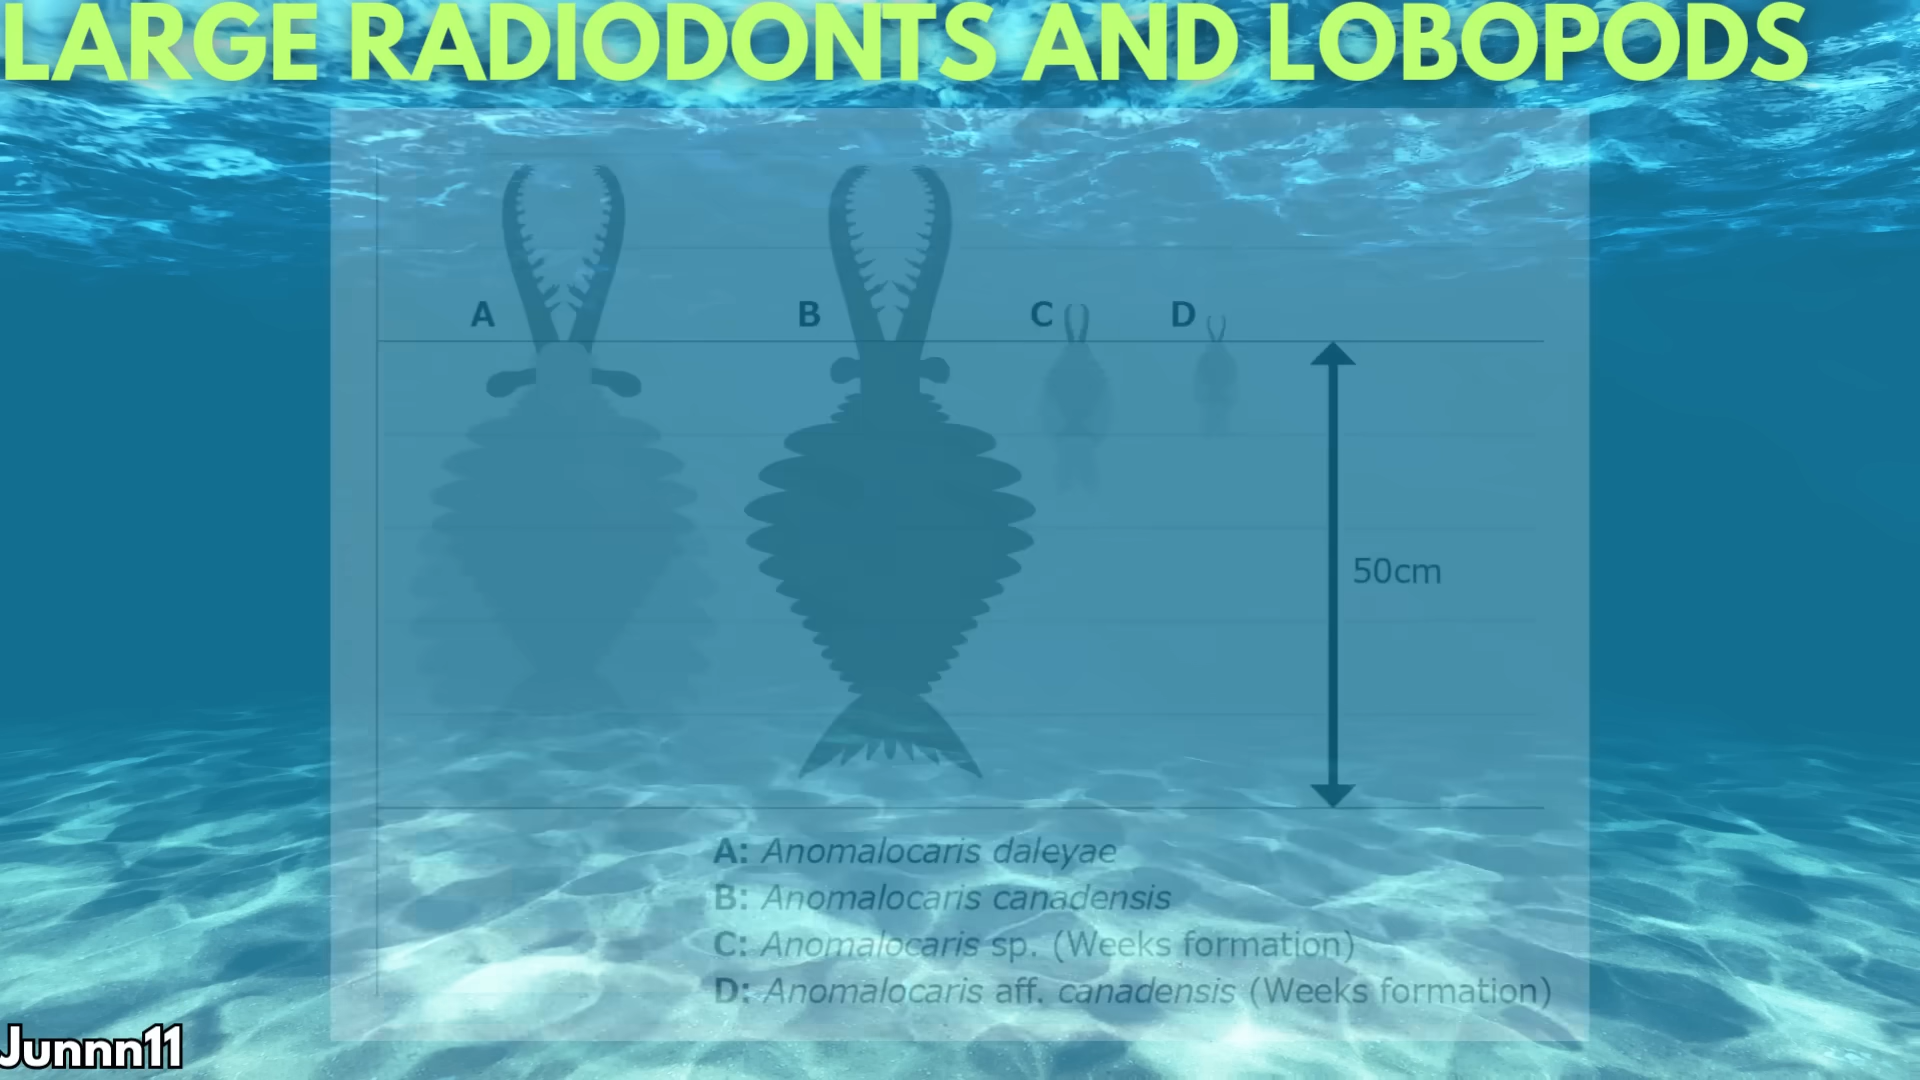 LARGE RADIODONTS AND LOBOPODS
A
B
C
D
50cm
A: Anomalocaris daleyae
B: Anomalocaris canadensis
C: Anomalocaris sp. (Weeks formation)
D: Anomalocaris aff. canadensis (Weeks formation)
Junnn11